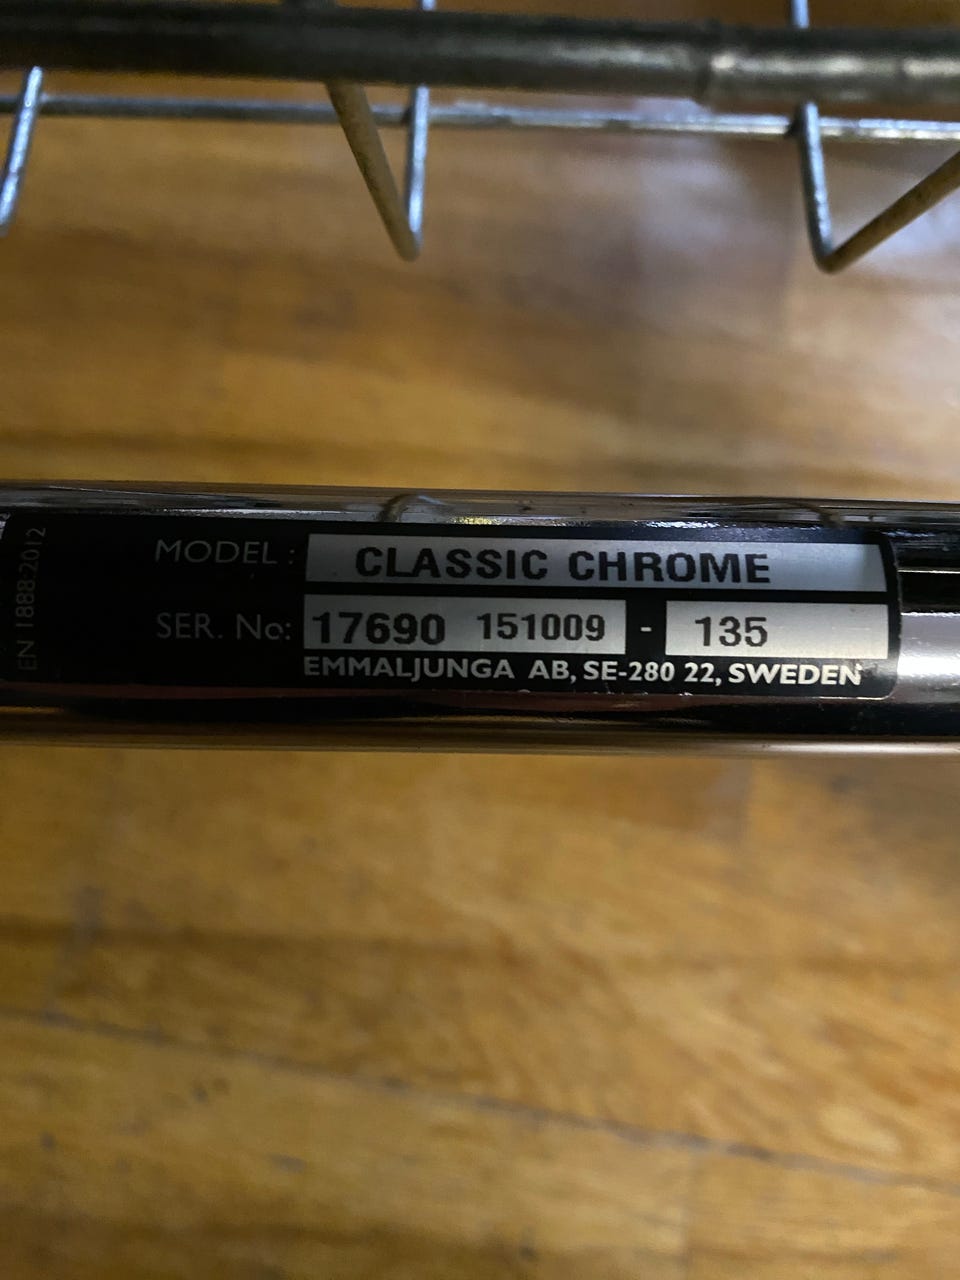 MODEL : CLASSIC CHROME
SER. No: 17690 151009 - 135
EMMALJUNGA AB, SE-280 22, SWEDEN
EN 1888:2012